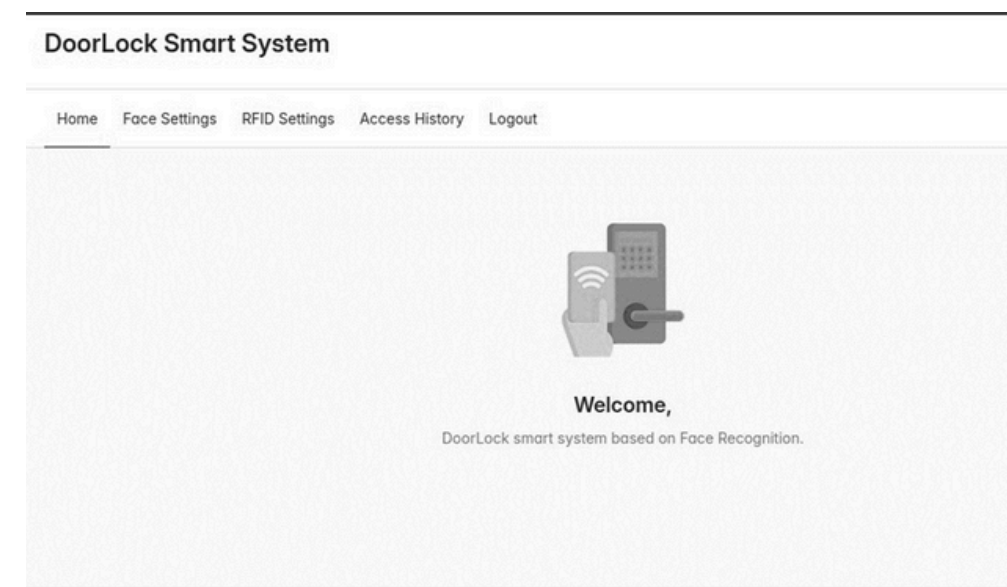 DoorLock Smart System
Home Face Settings RFID Settings Access History Logout
Welcome,
DoorLock smart system based on Face Recognition.